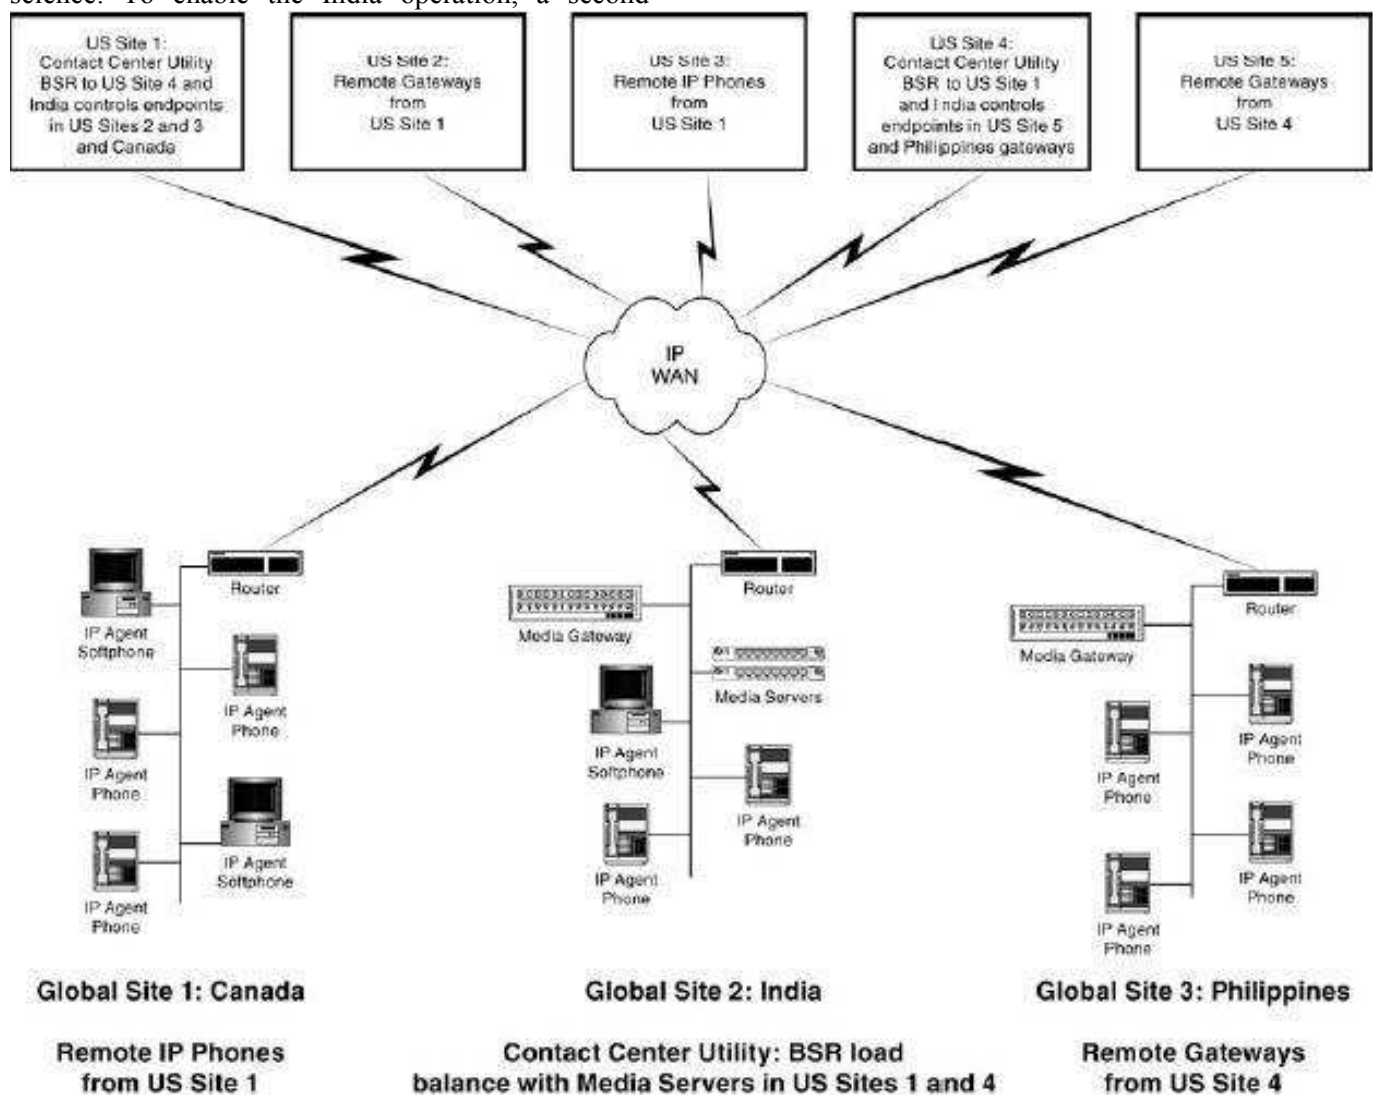 science. To enable the India operation, a second
US Site 1:
Contact Center Utility
BSR to US Site 4 and
India controls endpoints
in US Sites 2 and 3
and Canada
US Site 2:
Remote Gateways
from
US Site 1
US Site 3:
Remote IP Phones
from
US Site 1
US Site 4:
Contact Center Utility
BSR to US Site 1
and India controls
endpoints in US Site 5
and Philippines gateways
US Site 5:
Remote Gateways
from
US Site 4
IP
WAN
Router
IP Agent
Softphone
IP Agent
Phone
IP Agent
Phone
IP Agent
Softphone
IP Agent
Phone
Router
Media Gateway
Media Servers
IP Agent
Softphone
IP Agent
Phone
IP Agent
Phone
Router
Media Gateway
IP Agent
Phone
IP Agent
Phone
IP Agent
Phone
IP Agent
Phone
Global Site 1: Canada
Remote IP Phones
from US Site 1
Global Site 2: India
Contact Center Utility: BSR load
balance with Media Servers in US Sites 1 and 4
Global Site 3: Philippines
Remote Gateways
from US Site 4